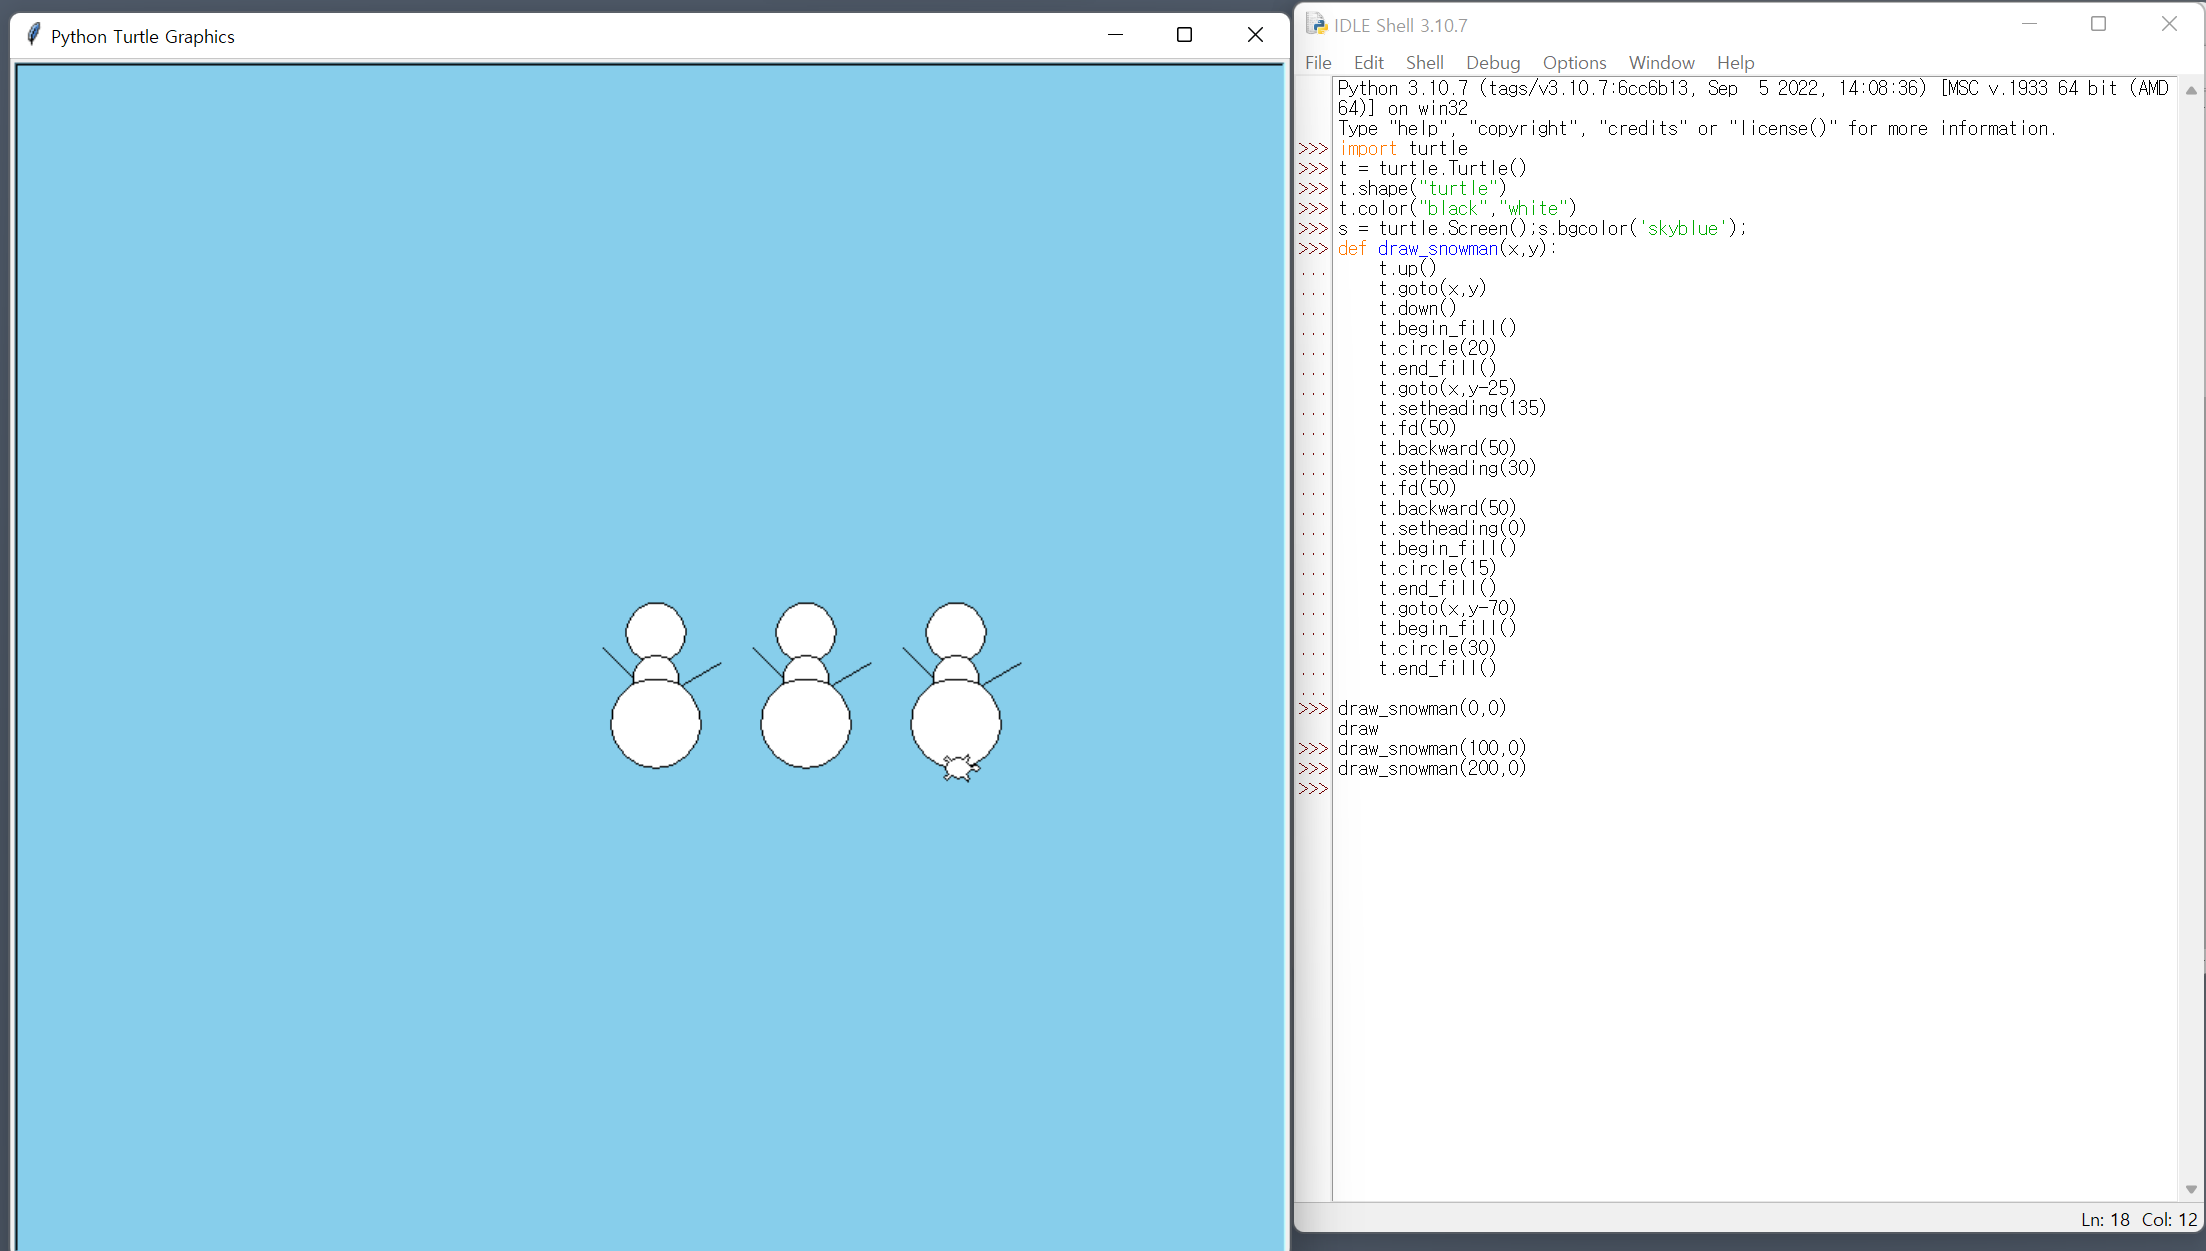 Python Turtle Graphics
IDLE Shell 3.10.7
File Edit Shell Debug Options Window Help
Python 3.10.7 (tags/v3.10.7:6cc6b13, Sep  5 2022, 14:08:36) [MSC v.1933 64 bit (AMD
64)] on win32
Type "help", "copyright", "credits" or "license()" for more information.
>>> import turtle
>>> t = turtle.Turtle()
>>> t.shape("turtle")
>>> t.color("black","white")
>>> s = turtle.Screen();s.bgcolor('skyblue');
>>> def draw_snowman(x,y):
...     t.up()
...     t.goto(x,y)
...     t.down()
...     t.begin_fill()
...     t.circle(20)
...     t.end_fill()
...     t.goto(x,y-25)
...     t.setheading(135)
...     t.fd(50)
...     t.backward(50)
...     t.setheading(30)
...     t.fd(50)
...     t.backward(50)
...     t.setheading(0)
...     t.begin_fill()
...     t.circle(15)
...     t.end_fill()
...     t.goto(x,y-70)
...     t.begin_fill()
...     t.circle(30)
...     t.end_fill()
...
>>> draw_snowman(0,0)
draw
>>> draw_snowman(100,0)
>>> draw_snowman(200,0)
>>>
Ln: 18 Col: 12